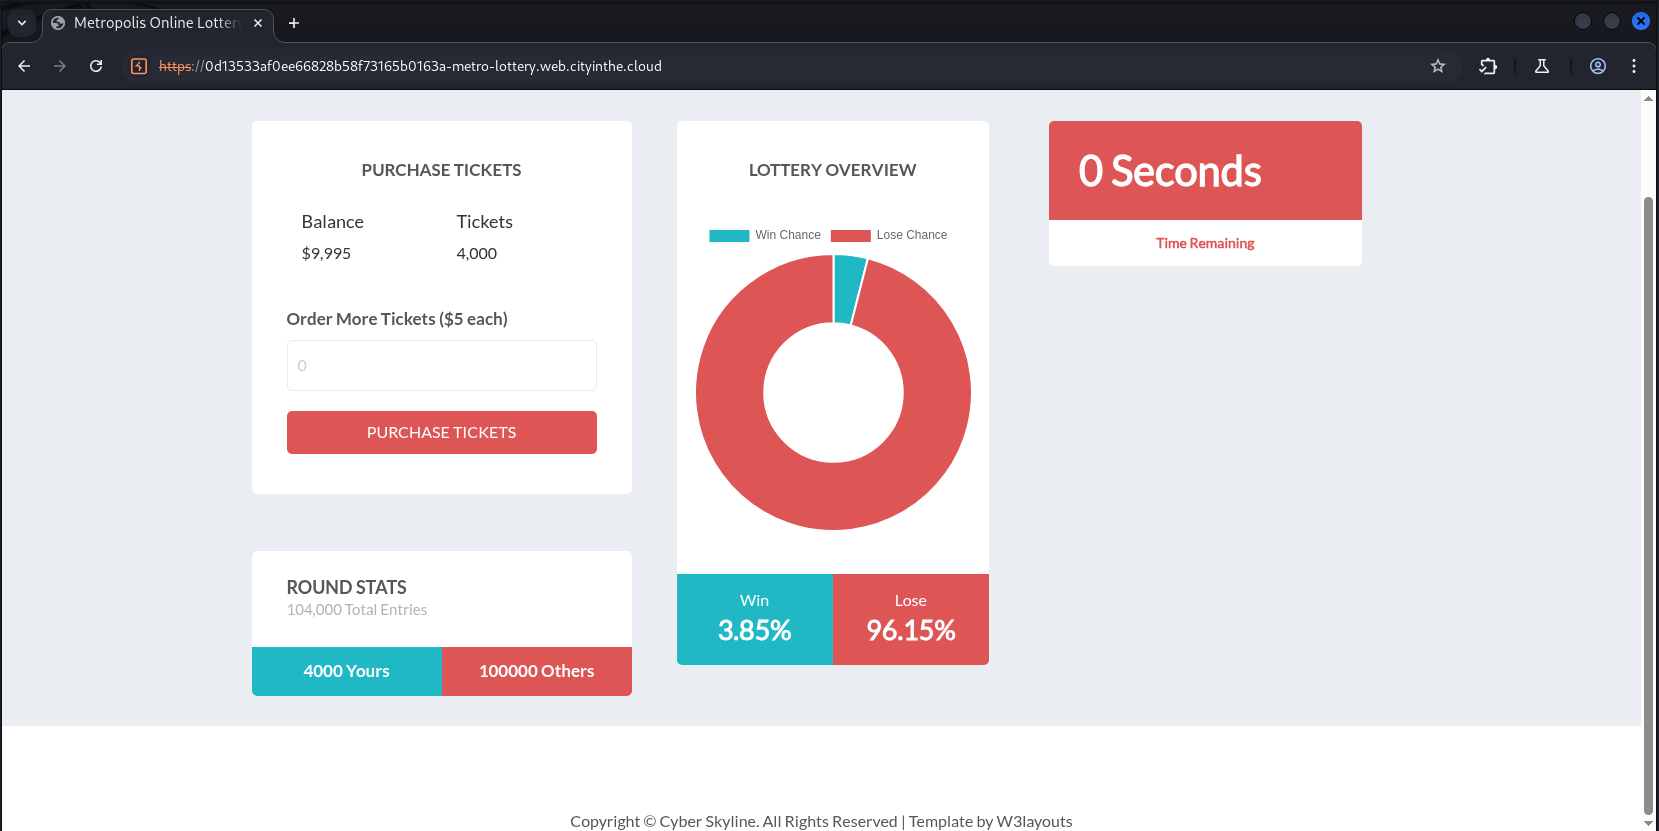 Metropolis Online Lotter
https://0d13533af0ee66828b58f73165b0163a-metro-lottery.web.cityinthe.cloud
PURCHASE TICKETS
Balance
Tickets
$9,995
4,000
Order More Tickets ($5 each)
0
PURCHASE TICKETS
ROUND STATS
104,000 Total Entries
4000 Yours
100000 Others
LOTTERY OVERVIEW
Win Chance
Lose Chance
Win
3.85%
Lose
96.15%
0 Seconds
Time Remaining
Copyright © Cyber Skyline. All Rights Reserved | Template by W3layouts